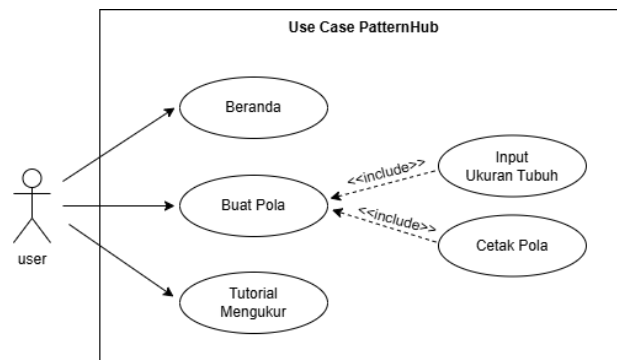 Use Case PatternHub
Beranda
<<include>>
Input
Ukuran Tubuh
Buat Pola
<<include>>
Cetak Pola
user
Tutorial
Mengukur